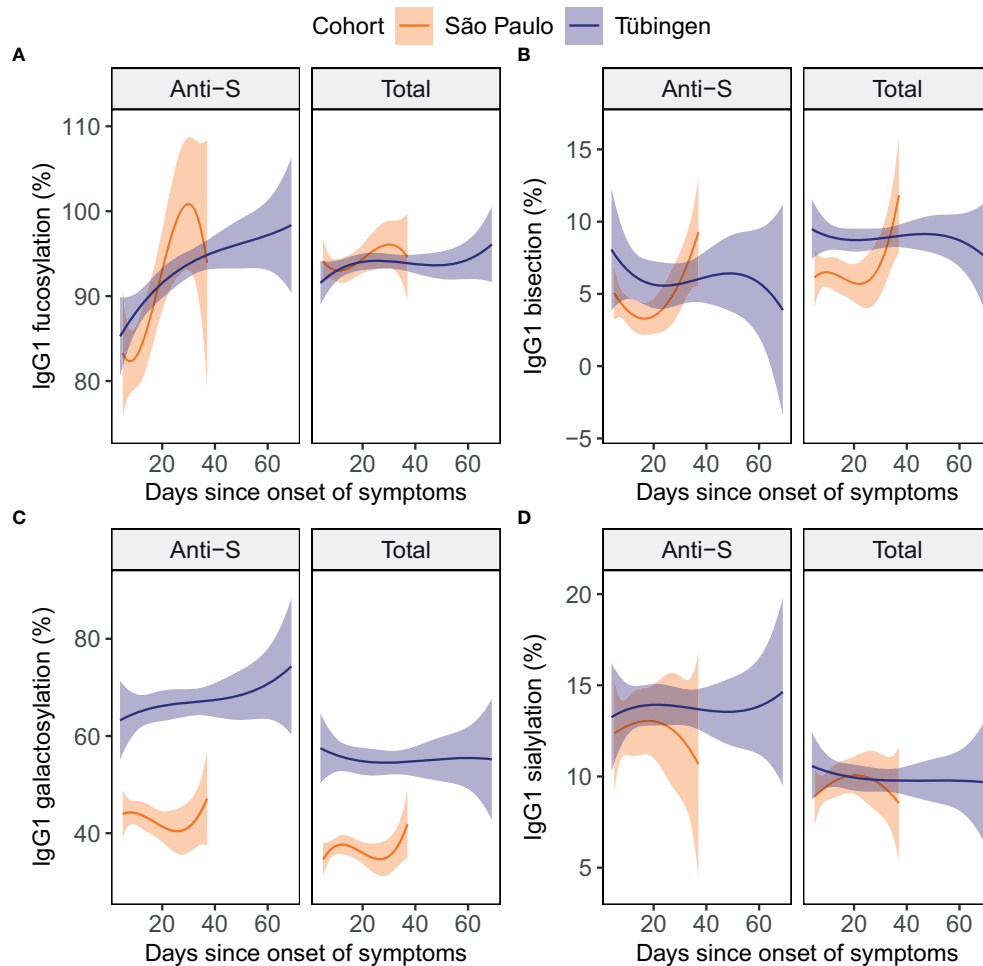 Cohort São Paulo Tübingen
A
Anti−S Total
IgG1 fucosylation (%)
110
100
90
80
20 40 60 20 40 60
Days since onset of symptoms
B
Anti−S Total
IgG1 bisection (%)
15
10
5
0
−5
20 40 60 20 40 60
Days since onset of symptoms
C
Anti−S Total
IgG1 galactosylation (%)
80
60
40
20 40 60 20 40 60
Days since onset of symptoms
D
Anti−S Total
IgG1 sialylation (%)
20
15
10
5
20 40 60 20 40 60
Days since onset of symptoms